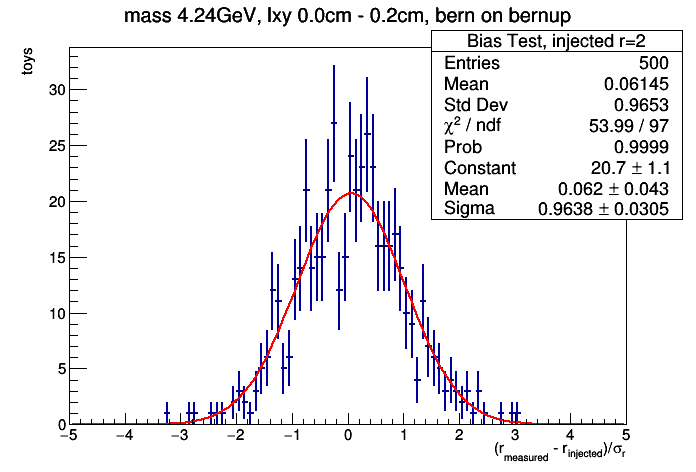 mass 4.24GeV, lxy 0.0cm - 0.2cm, bern on bernup
Bias Test, injected r=2
Entries 500
Mean 0.06145
Std Dev 0.9653
χ² / ndf 53.99 / 97
Prob 0.9999
Constant 20.7 ± 1.1
Mean 0.062 ± 0.043
Sigma 0.9638 ± 0.0305
toys
30
25
20
15
10
5
0
−5 −4 −3 −2 −1 0 1 2 3 4 5
(r_measured - r_injected)/σ_r